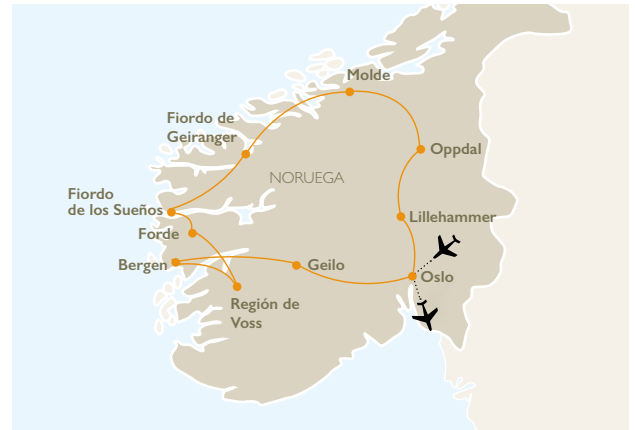 Molde
Fiordo de
Geiranger
Oppdal
NORUEGA
Fiordo
de los Sueños
Lillehammer
Forde
Bergen
Geilo
Oslo
Región de
Voss